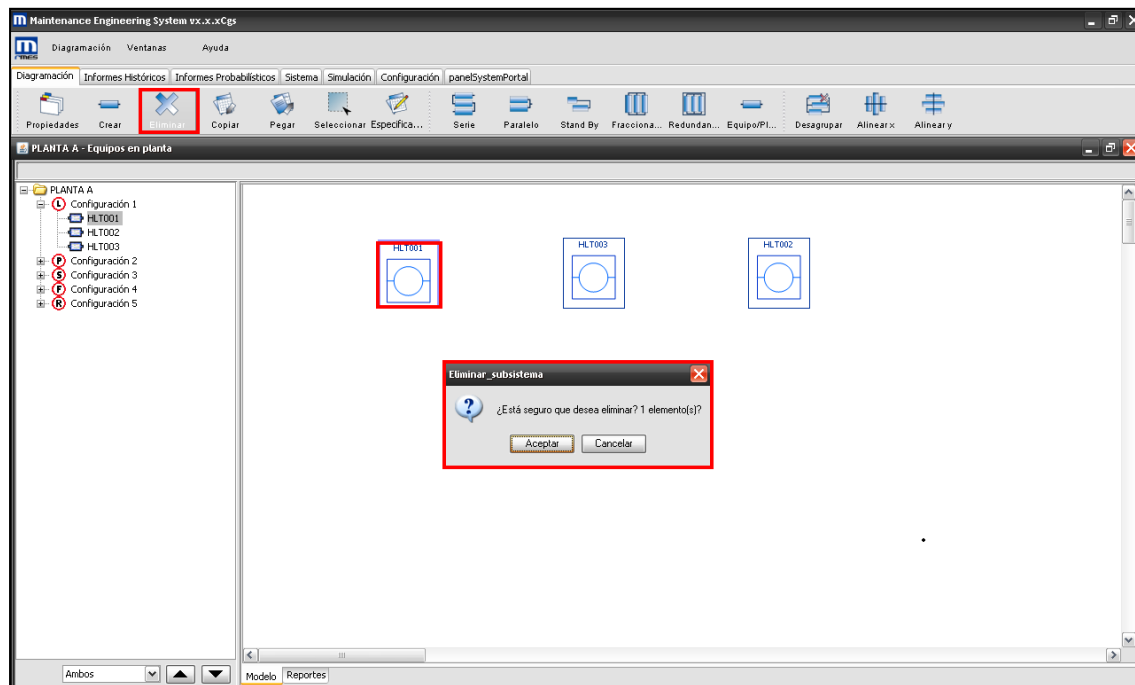 Maintenance Engineering System vx.x.xCgs
rmes Diagramación Ventanas Ayuda
Diagramación Informes Históricos Informes Probabilísticos Sistema Simulación Configuración panelSystemPortal
Propiedades Crear Eliminar Copiar Pegar Seleccionar Especifica... Serie Paralelo Stand By Fracciona... Redundan... Equipo/Pl... Desagrupar Alinear x Alinear y
PLANTA A - Equipos en planta
PLANTA A
L Configuración 1
HLT001
HLT002
HLT003
P Configuración 2
S Configuración 3
F Configuración 4
R Configuración 5
HLT001 HLT003 HLT002
Eliminar_subsistema
¿Está seguro que desea eliminar? 1 elemento(s)?
Aceptar Cancelar
Ambos
Modelo Reportes